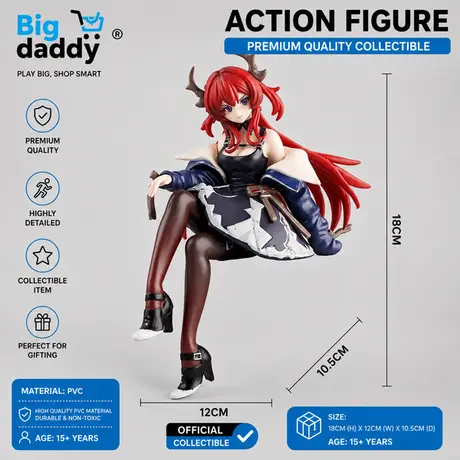 Big
daddy®
PLAY BIG, SHOP SMART
ACTION FIGURE
PREMIUM QUALITY COLLECTIBLE
PREMIUM
QUALITY
HIGHLY
DETAILED
COLLECTIBLE
ITEM
PERFECT FOR
GIFTING
18CM
10.5CM
12CM
MATERIAL: PVC
HIGH QUALITY PVC MATERIAL
DURABLE & NON-TOXIC
AGE: 15+ YEARS
OFFICIAL
COLLECTIBLE
SIZE:
18CM (H) X 12CM (W) X 10.5CM (D)
AGE: 15+ YEARS